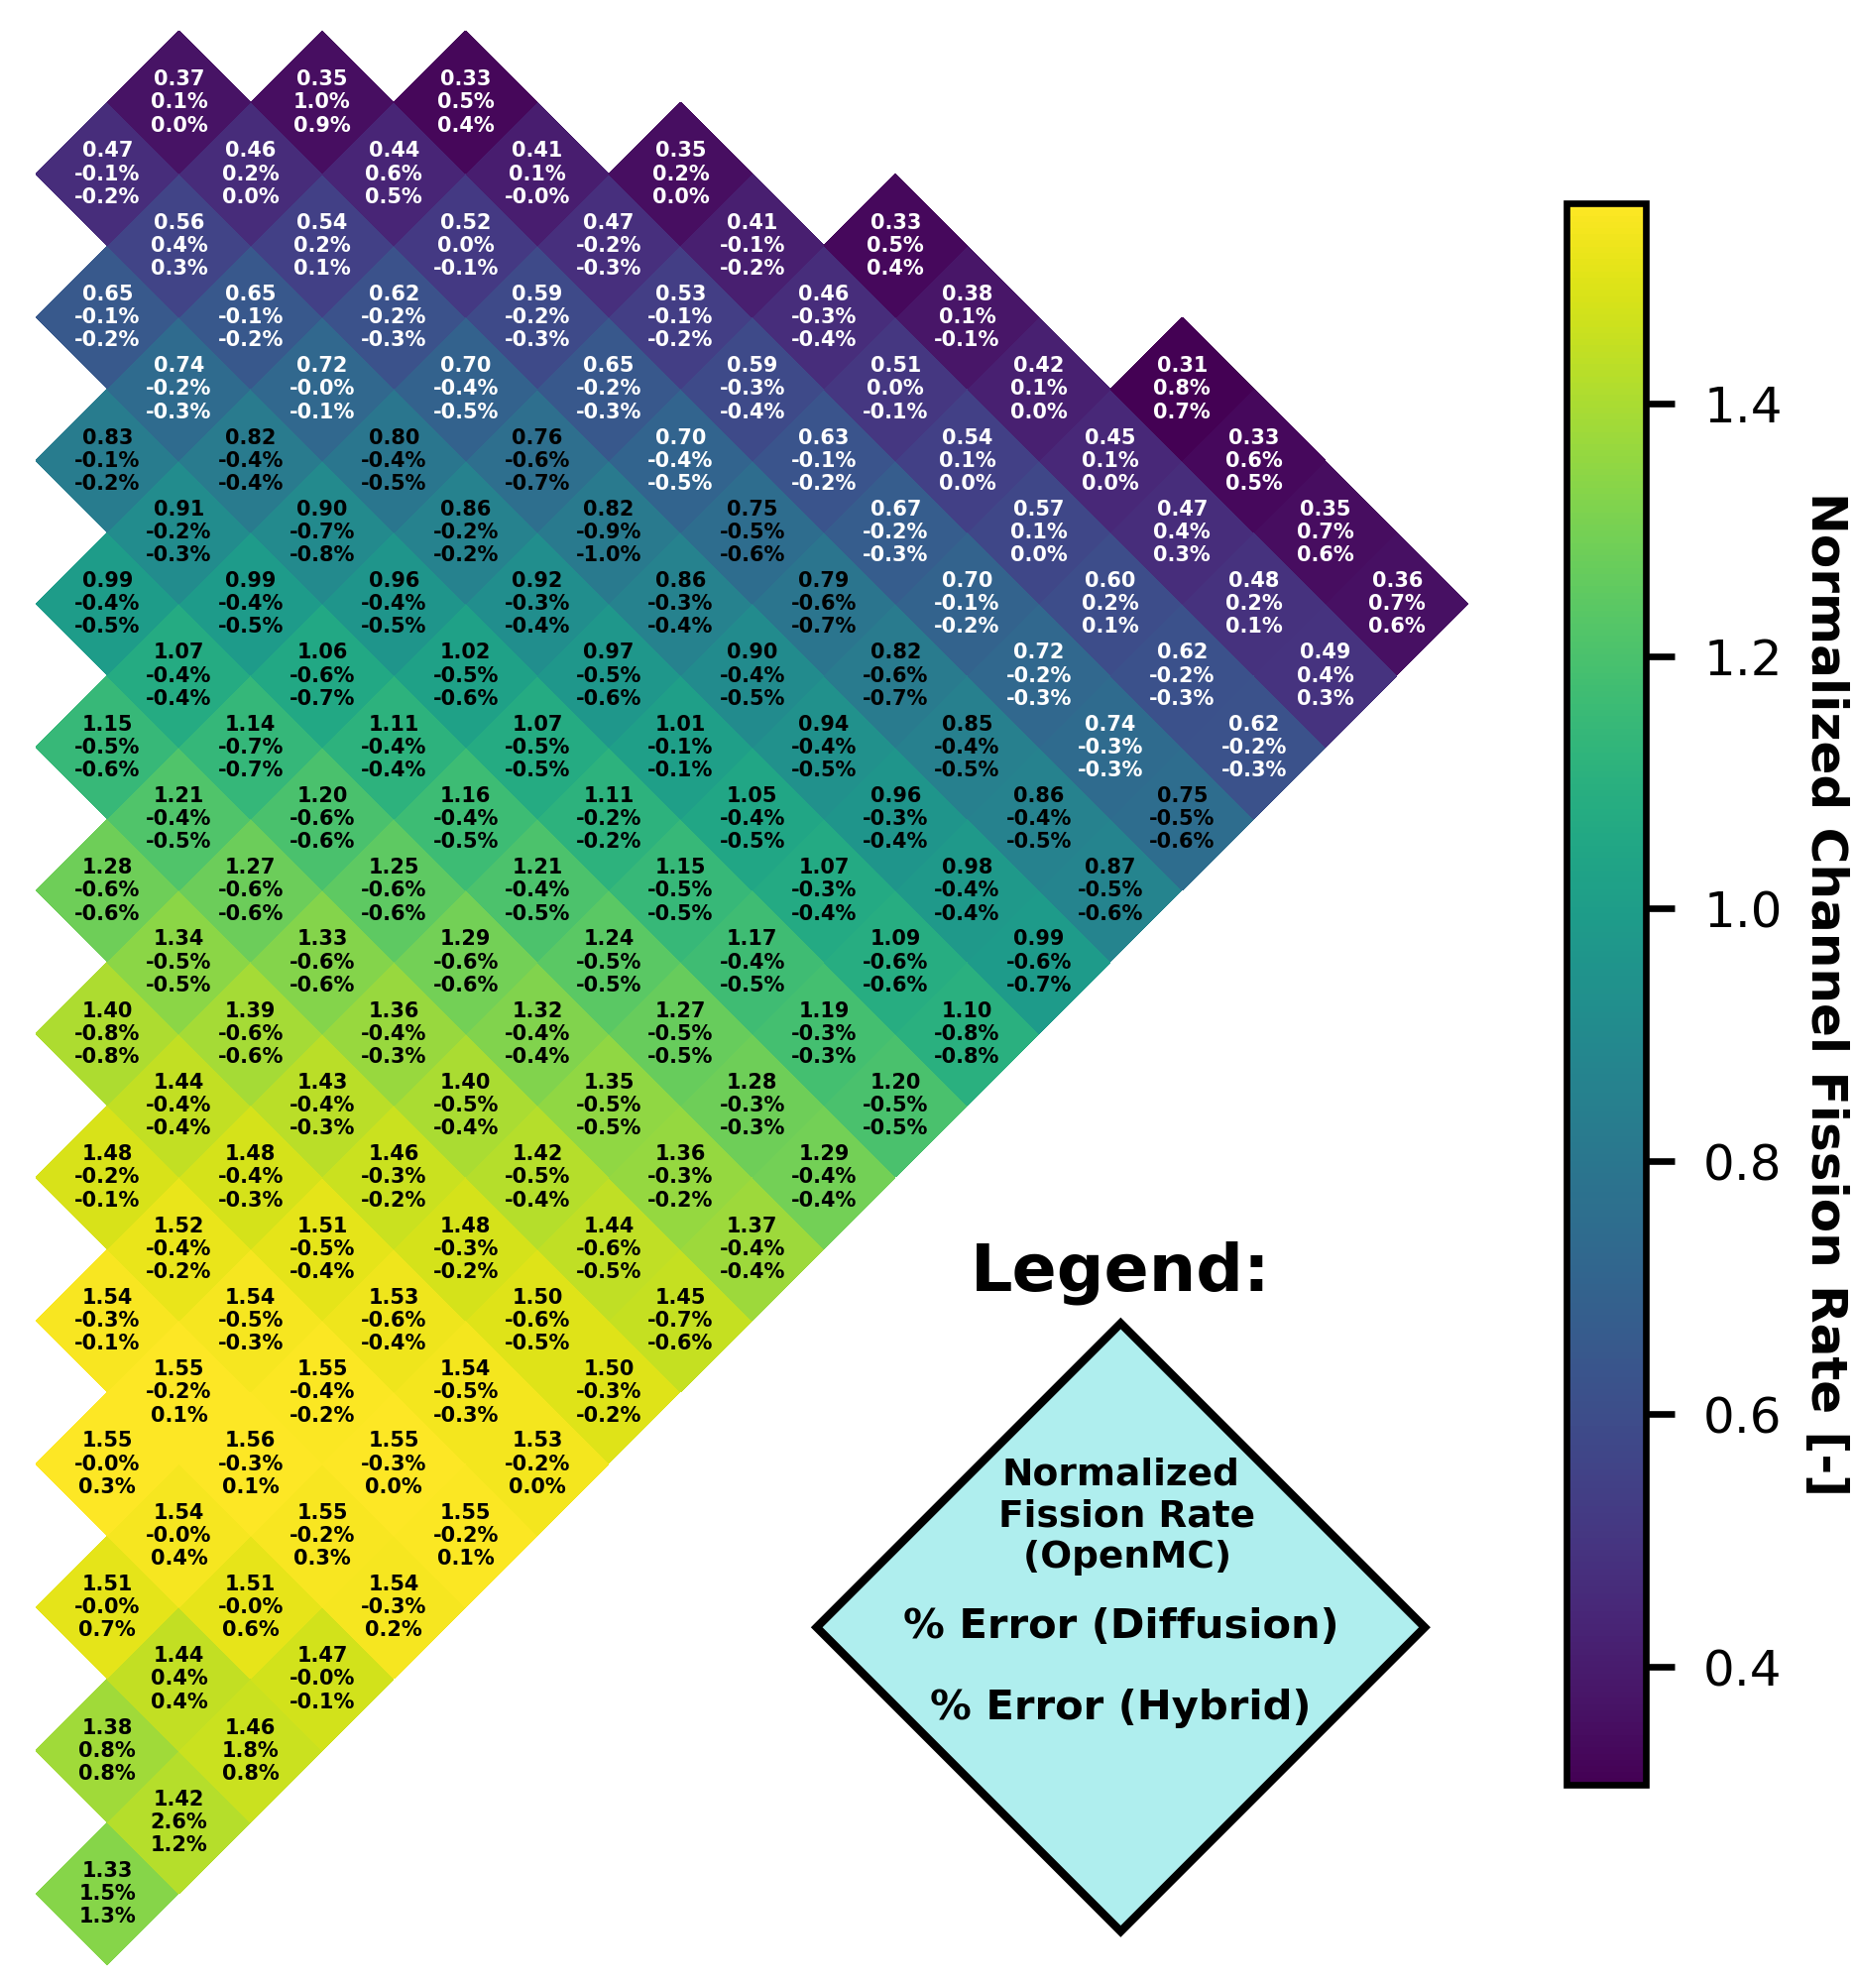 0.37 0.35 0.33
0.1% 1.0% 0.5%
0.0% 0.9% 0.4%
0.47 0.46 0.44 0.41 0.35
-0.1% 0.2% 0.6% 0.1% 0.2%
-0.2% 0.0% 0.5% -0.0% 0.0%
0.56 0.54 0.52 0.47 0.41 0.33
0.4% 0.2% 0.0% -0.2% -0.1% 0.5%
0.3% 0.1% -0.1% -0.3% -0.2% 0.4%
0.65 0.65 0.62 0.59 0.53 0.46 0.38
-0.1% -0.1% -0.2% -0.2% -0.1% -0.3% 0.1%
-0.2% -0.2% -0.3% -0.3% -0.2% -0.4% -0.1%
0.74 0.72 0.70 0.65 0.59 0.51 0.42 0.31
-0.2% -0.0% -0.4% -0.2% -0.3% 0.0% 0.1% 0.8%
-0.3% -0.1% -0.5% -0.3% -0.4% -0.1% 0.0% 0.7%
0.83 0.82 0.80 0.76 0.70 0.63 0.54 0.45 0.33
-0.1% -0.4% -0.4% -0.6% -0.4% -0.1% 0.1% 0.1% 0.6%
-0.2% -0.4% -0.5% -0.7% -0.5% -0.2% 0.0% 0.0% 0.5%
0.91 0.90 0.86 0.82 0.75 0.67 0.57 0.47 0.35
-0.2% -0.7% -0.2% -0.9% -0.5% -0.2% 0.1% 0.4% 0.7%
-0.3% -0.8% -0.2% -1.0% -0.6% -0.3% 0.0% 0.3% 0.6%
0.99 0.99 0.96 0.92 0.86 0.79 0.70 0.60 0.48 0.36
-0.4% -0.4% -0.4% -0.3% -0.3% -0.6% -0.1% 0.2% 0.2% 0.7%
-0.5% -0.5% -0.5% -0.4% -0.4% -0.7% -0.2% 0.1% 0.1% 0.6%
1.07 1.06 1.02 0.97 0.90 0.82 0.72 0.62 0.49
-0.4% -0.6% -0.5% -0.5% -0.4% -0.6% -0.2% -0.2% 0.4%
-0.4% -0.7% -0.6% -0.6% -0.5% -0.7% -0.3% -0.3% 0.3%
1.15 1.14 1.11 1.07 1.01 0.94 0.85 0.74 0.62
-0.5% -0.7% -0.4% -0.5% -0.1% -0.4% -0.4% -0.3% -0.2%
-0.6% -0.7% -0.4% -0.5% -0.1% -0.5% -0.5% -0.3% -0.3%
1.21 1.20 1.16 1.11 1.05 0.96 0.86 0.75
-0.4% -0.6% -0.4% -0.2% -0.4% -0.3% -0.4% -0.5%
-0.5% -0.6% -0.5% -0.2% -0.5% -0.4% -0.5% -0.6%
1.28 1.27 1.25 1.21 1.15 1.07 0.98 0.87
-0.6% -0.6% -0.6% -0.4% -0.5% -0.3% -0.4% -0.5%
-0.6% -0.6% -0.6% -0.5% -0.5% -0.4% -0.4% -0.6%
1.34 1.33 1.29 1.24 1.17 1.09 0.99
-0.5% -0.6% -0.6% -0.5% -0.4% -0.6% -0.6%
-0.5% -0.6% -0.6% -0.5% -0.5% -0.6% -0.7%
1.40 1.39 1.36 1.32 1.27 1.19 1.10
-0.8% -0.6% -0.4% -0.4% -0.5% -0.3% -0.8%
-0.8% -0.6% -0.3% -0.4% -0.5% -0.3% -0.8%
1.44 1.43 1.40 1.35 1.28 1.20
-0.4% -0.4% -0.5% -0.5% -0.3% -0.5%
-0.4% -0.3% -0.4% -0.5% -0.3% -0.5%
1.48 1.48 1.46 1.42 1.36 1.29
-0.2% -0.4% -0.3% -0.5% -0.3% -0.4%
-0.1% -0.3% -0.2% -0.4% -0.2% -0.4%
1.52 1.51 1.48 1.44 1.37
-0.4% -0.5% -0.3% -0.6% -0.4%
-0.2% -0.4% -0.2% -0.5% -0.4%
1.54 1.54 1.53 1.50 1.45
-0.3% -0.5% -0.6% -0.6% -0.7%
-0.1% -0.3% -0.4% -0.5% -0.6%
1.55 1.55 1.54 1.50
-0.2% -0.4% -0.5% -0.3%
0.1% -0.2% -0.3% -0.2%
1.55 1.56 1.55 1.53
-0.0% -0.3% -0.3% -0.2%
0.3% 0.1% 0.0% 0.0%
1.54 1.55 1.55
-0.0% -0.2% -0.2%
0.4% 0.3% 0.1%
1.51 1.51 1.54
-0.0% -0.0% -0.3%
0.7% 0.6% 0.2%
1.44 1.47
0.4% -0.0%
0.4% -0.1%
1.38 1.46
0.8% 1.8%
0.8% 0.8%
1.42
2.6%
1.2%
1.33
1.5%
1.3%
Legend:
Normalized
Fission Rate
(OpenMC)
% Error (Diffusion)
% Error (Hybrid)
1.4
1.2
1.0
0.8
0.6
0.4
Normalized Channel Fission Rate [-]